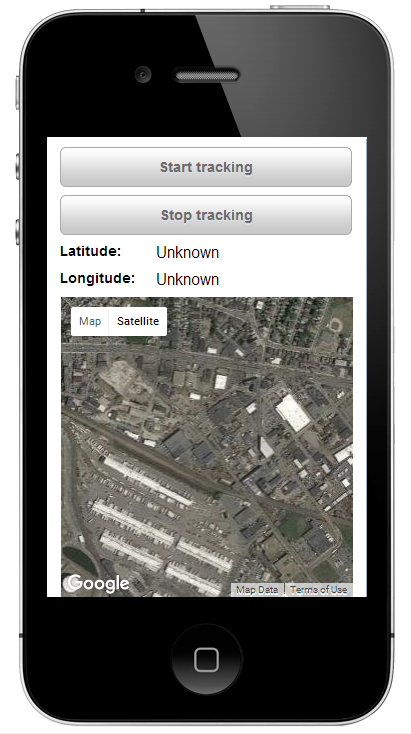 Start tracking
Stop tracking
Latitude: Unknown
Longitude: Unknown
Map Satellite
Google Map Data Terms of Use